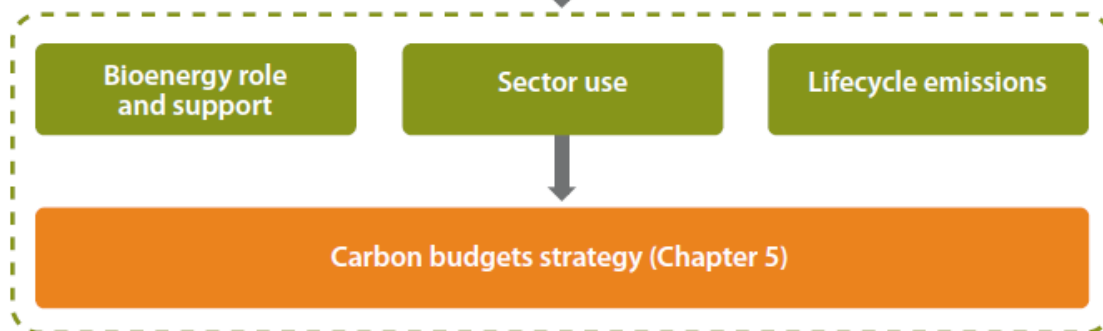 Bioenergy role
and support
Sector use
Lifecycle emissions
Carbon budgets strategy (Chapter 5)